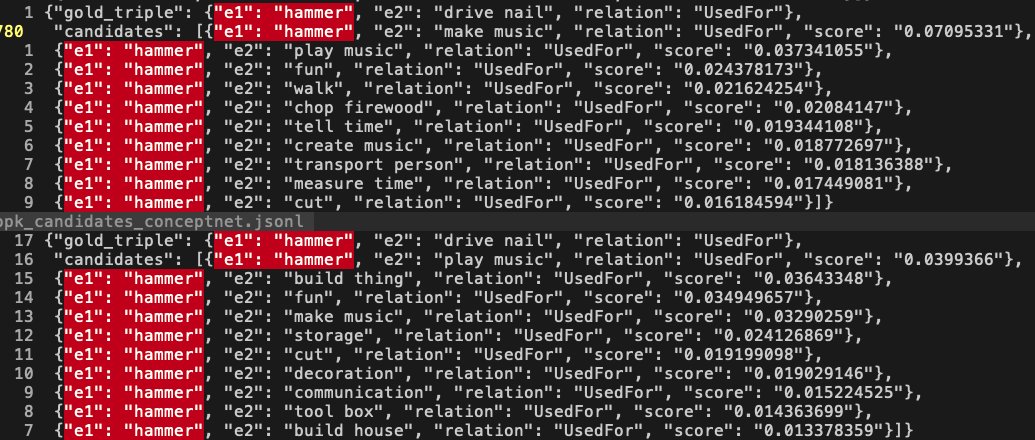 1 {"gold_triple": {"e1": "hammer", "e2": "drive nail", "relation": "UsedFor"},
780 "candidates": [{"e1": "hammer", "e2": "make music", "relation": "UsedFor", "score": "0.07095331"},
1 {"e1": "hammer", "e2": "play music", "relation": "UsedFor", "score": "0.037341055"},
2 {"e1": "hammer", "e2": "fun", "relation": "UsedFor", "score": "0.024378173"},
3 {"e1": "hammer", "e2": "walk", "relation": "UsedFor", "score": "0.021624254"},
4 {"e1": "hammer", "e2": "chop firewood", "relation": "UsedFor", "score": "0.02084147"},
5 {"e1": "hammer", "e2": "tell time", "relation": "UsedFor", "score": "0.019344108"},
6 {"e1": "hammer", "e2": "create music", "relation": "UsedFor", "score": "0.018772697"},
7 {"e1": "hammer", "e2": "transport person", "relation": "UsedFor", "score": "0.018136388"},
8 {"e1": "hammer", "e2": "measure time", "relation": "UsedFor", "score": "0.017449081"},
9 {"e1": "hammer", "e2": "cut", "relation": "UsedFor", "score": "0.016184594"}]}
opk_candidates_conceptnet.jsonl
17 {"gold_triple": {"e1": "hammer", "e2": "drive nail", "relation": "UsedFor"},
16 "candidates": [{"e1": "hammer", "e2": "play music", "relation": "UsedFor", "score": "0.0399366"},
15 {"e1": "hammer", "e2": "build thing", "relation": "UsedFor", "score": "0.03643348"},
14 {"e1": "hammer", "e2": "fun", "relation": "UsedFor", "score": "0.034949657"},
13 {"e1": "hammer", "e2": "make music", "relation": "UsedFor", "score": "0.03290259"},
12 {"e1": "hammer", "e2": "storage", "relation": "UsedFor", "score": "0.024126869"},
11 {"e1": "hammer", "e2": "cut", "relation": "UsedFor", "score": "0.019199098"},
10 {"e1": "hammer", "e2": "decoration", "relation": "UsedFor", "score": "0.019029146"},
9 {"e1": "hammer", "e2": "communication", "relation": "UsedFor", "score": "0.015224525"},
8 {"e1": "hammer", "e2": "tool box", "relation": "UsedFor", "score": "0.014363699"},
7 {"e1": "hammer", "e2": "build house", "relation": "UsedFor", "score": "0.013378359"}]}